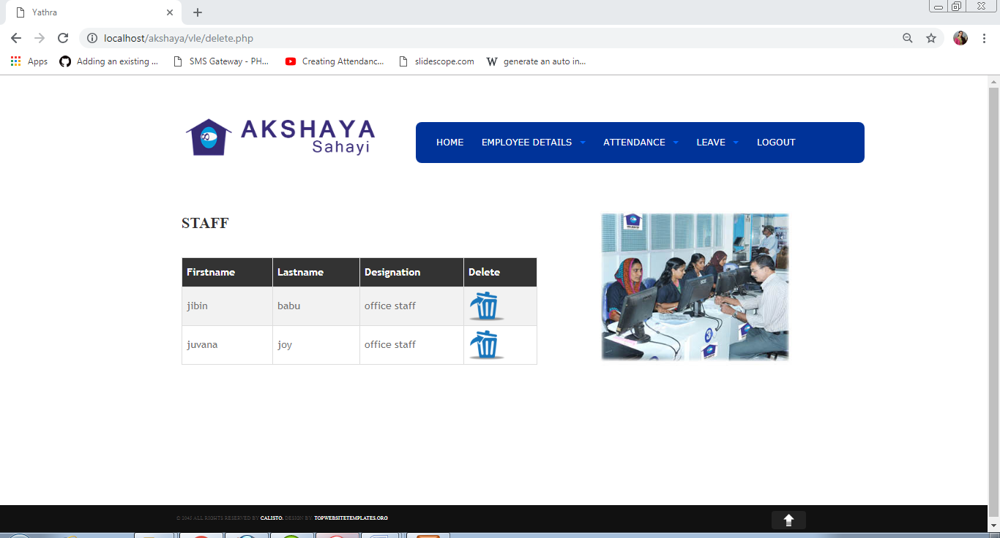 Yathra
localhost/akshaya/vle/delete.php
Apps Adding an existing ... SMS Gateway - PH... Creating Attendanc... slidescope.com generate an auto in...
AKSHAYA
Sahayi
HOME EMPLOYEE DETAILS ATTENDANCE LEAVE LOGOUT
STAFF
Firstname Lastname Designation Delete
jibin babu office staff
juvana joy office staff
ALL RIGHTS RESERVED BY CALISTO. DESIGN BY: TOPWEBSITETEMPLATES.ORG